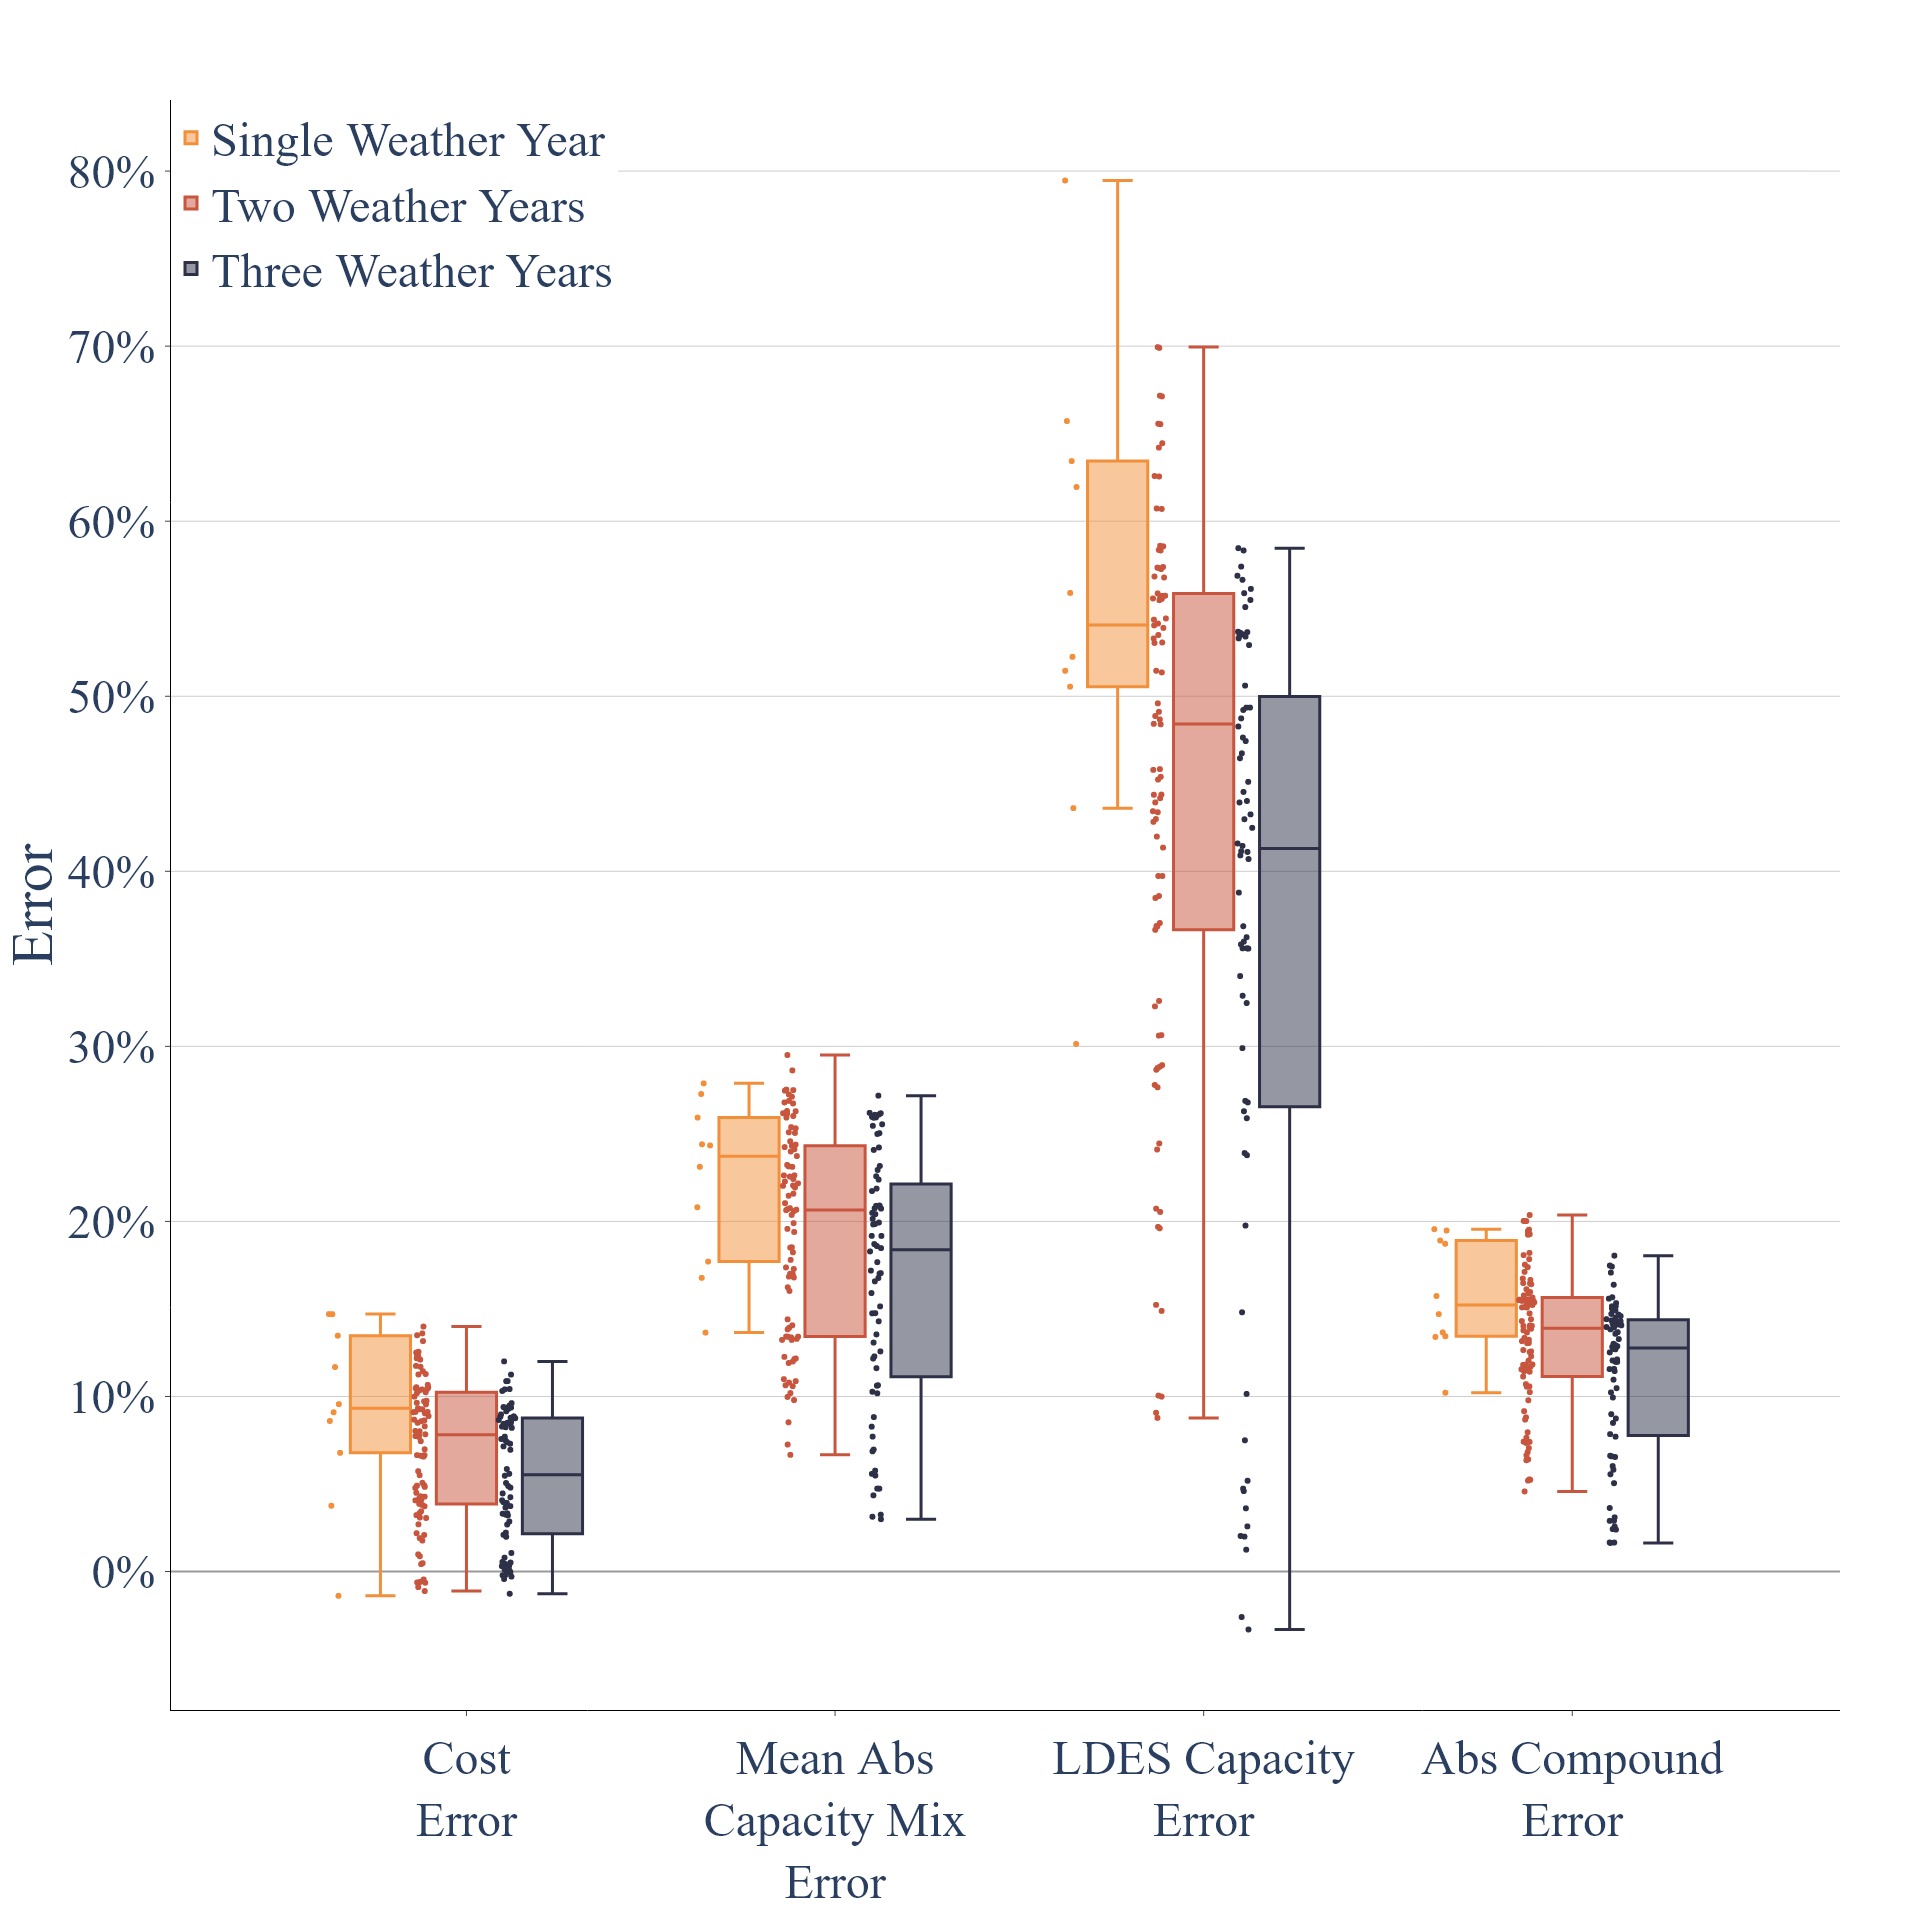 Single Weather Year
Two Weather Years
Three Weather Years
80%
70%
60%
50%
40%
30%
20%
10%
0%
Error
Cost
Error
Mean Abs
Capacity Mix
Error
LDES Capacity
Error
Abs Compound
Error